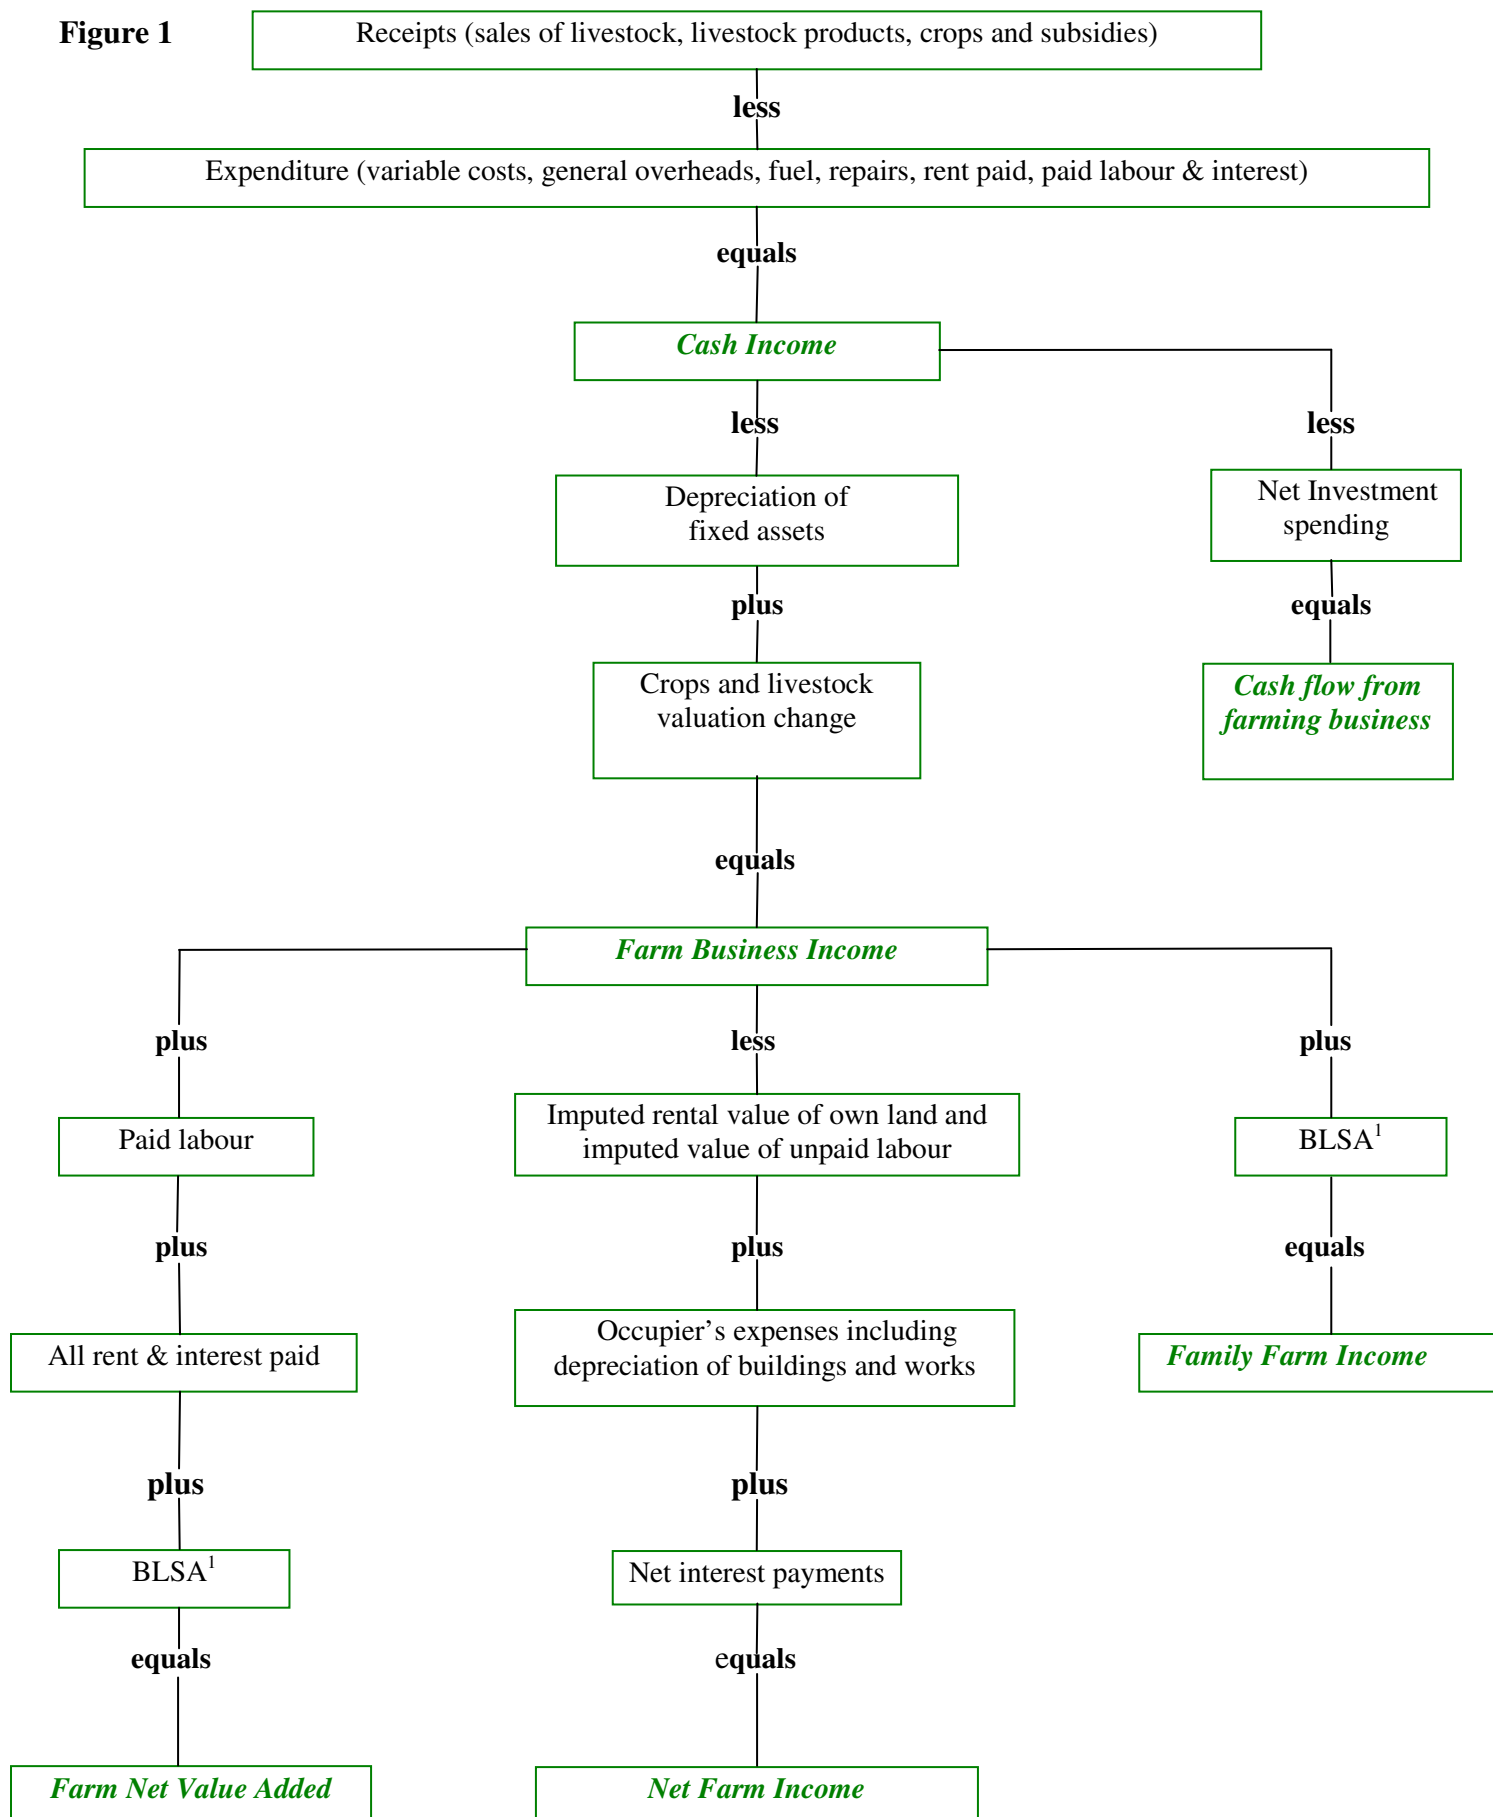 Figure 1
Receipts (sales of livestock, livestock products, crops and subsidies)
less
Expenditure (variable costs, general overheads, fuel, repairs, rent paid, paid labour & interest)
equals
Cash Income
less
less
Depreciation of
fixed assets
Net Investment
spending
plus
equals
Crops and livestock
valuation change
Cash flow from
farming business
equals
Farm Business Income
plus
less
plus
Paid labour
Imputed rental value of own land and
imputed value of unpaid labour
BLSA¹
plus
plus
equals
All rent & interest paid
Occupier’s expenses including
depreciation of buildings and works
Family Farm Income
plus
plus
BLSA¹
Net interest payments
equals
equals
Farm Net Value Added
Net Farm Income